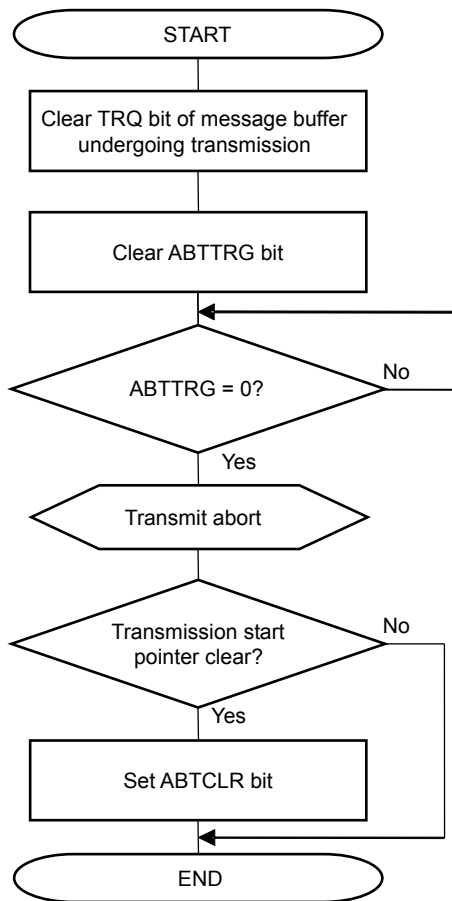 START
Clear TRQ bit of message buffer
undergoing transmission
Clear ABTTRG bit
ABTTRG = 0?
No
Yes
Transmit abort
Transmission start
pointer clear?
No
Yes
Set ABTCLR bit
END